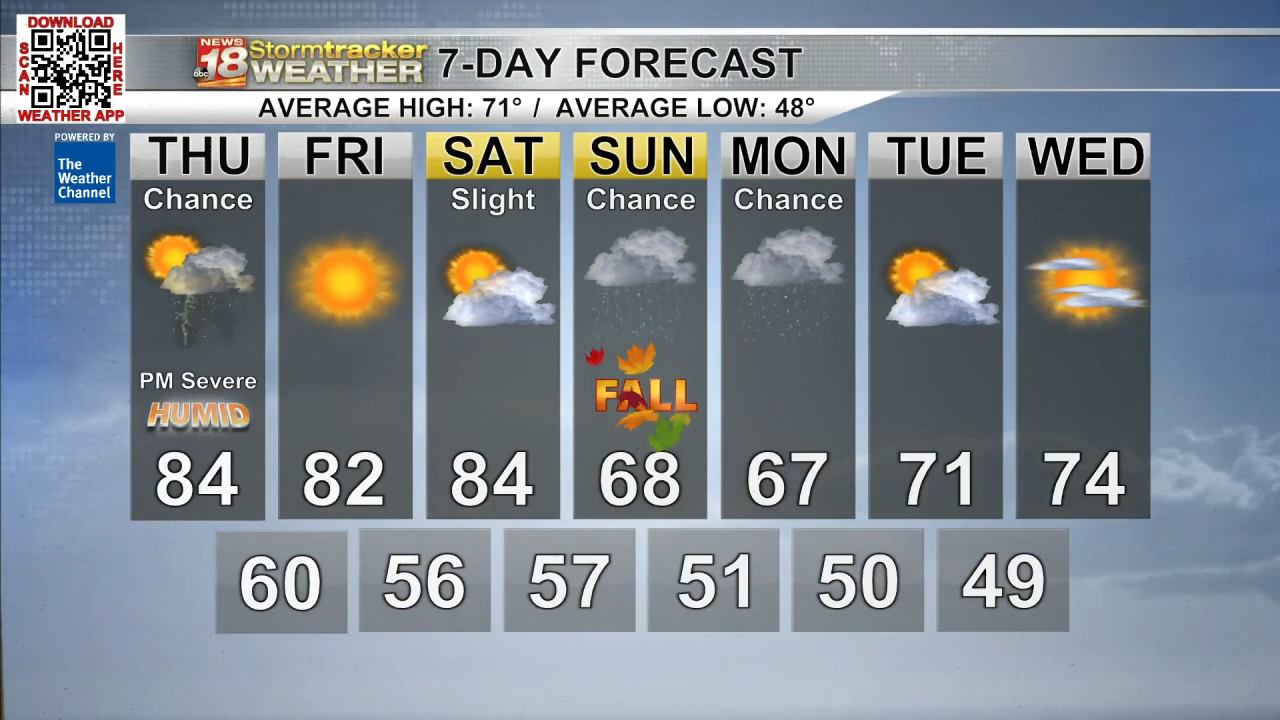 DOWNLOAD
SCAN
HERE
WEATHER APP
NEWS
abc 18
Stormtracker
WEATHER
7-DAY FORECAST
AVERAGE HIGH: 71° / AVERAGE LOW: 48°
POWERED BY
The
Weather
Channel
THU FRI SAT SUN MON TUE WED
Chance Slight Chance Chance
PM Severe
HUMID
FALL
84 82 84 68 67 71 74
60 56 57 51 50 49